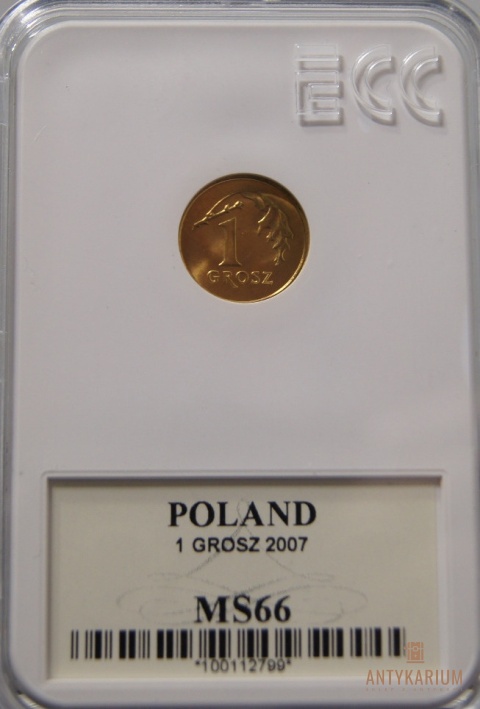 ECC
1
GROSZ
POLAND
1 GROSZ 2007
MS66
*100112799*
ANTYKARIUM